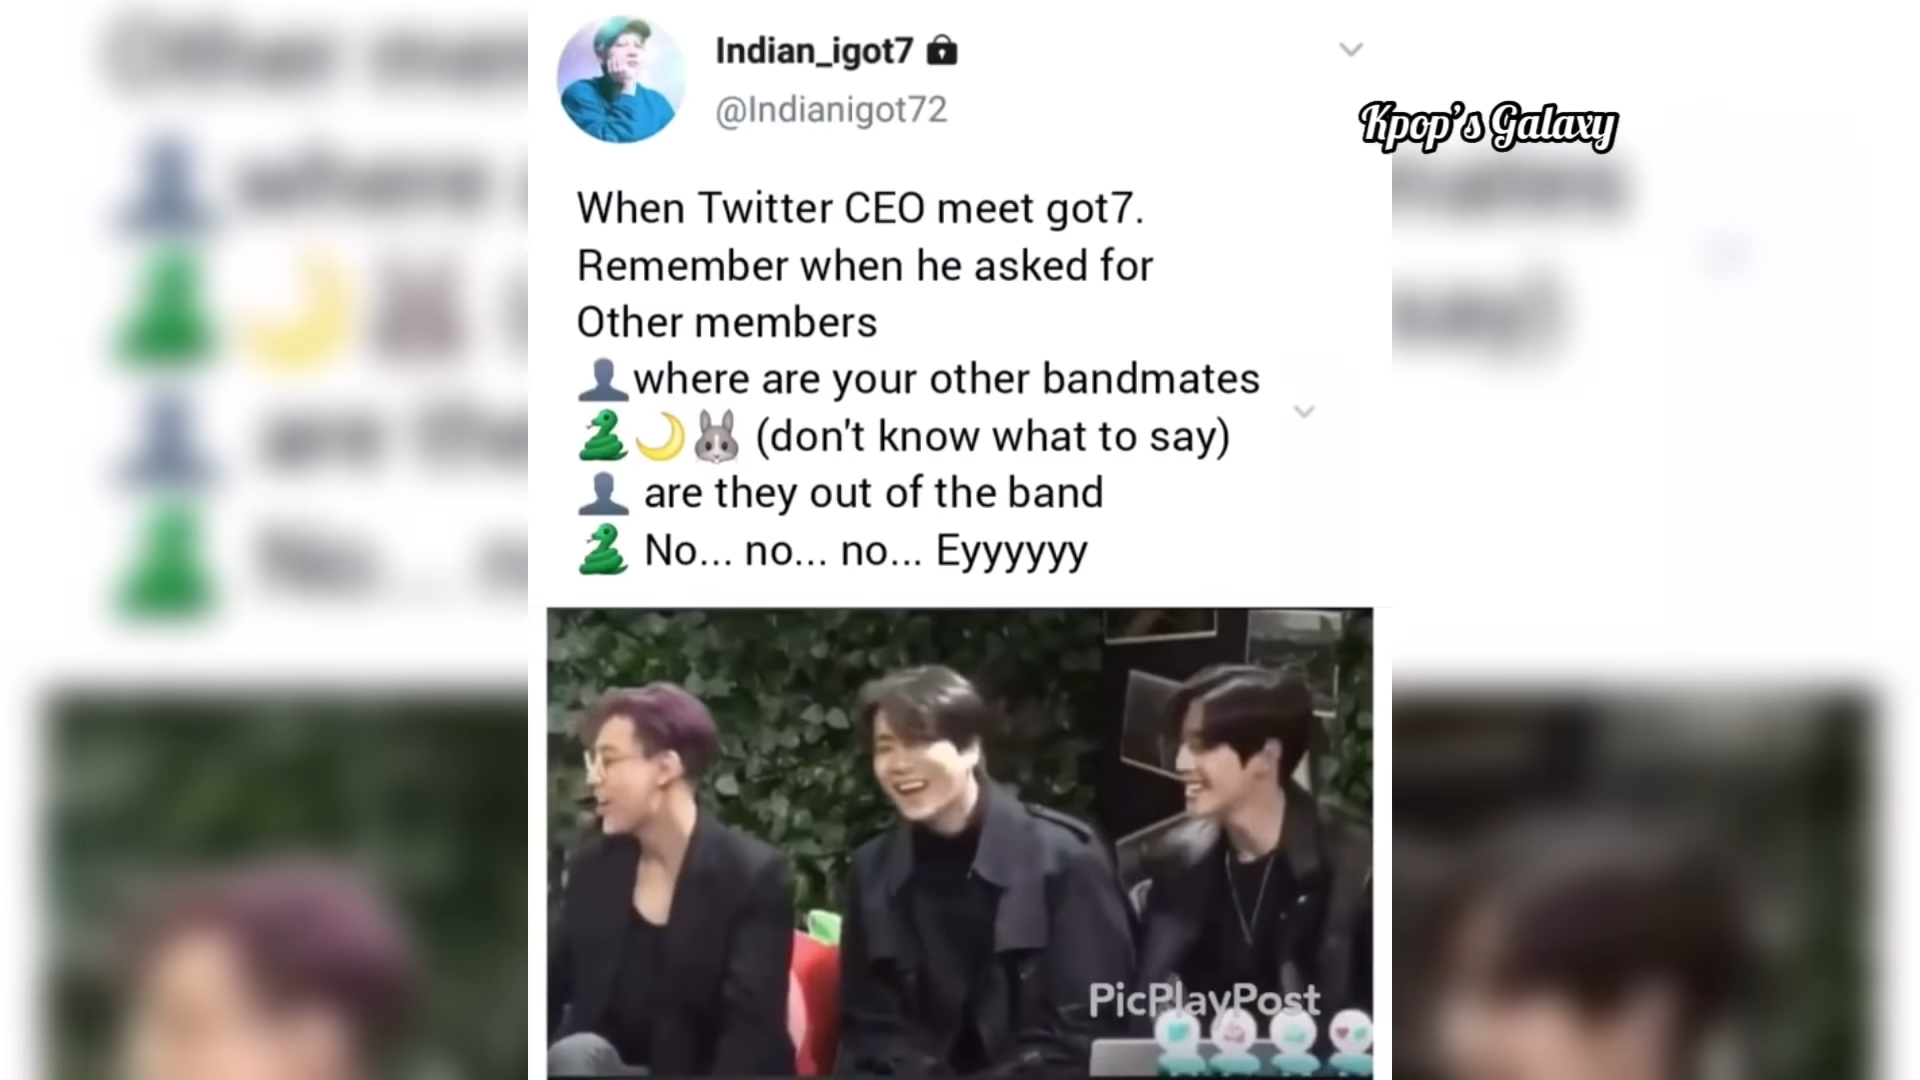 Indian_igot7 🔒
@Indianigot72
Kpop's Galaxy
When Twitter CEO meet got7.
Remember when he asked for
Other members
👤where are your other bandmates
🐍🌙🐰 (don't know what to say)
👤 are they out of the band
🐍 No... no... no... Eyyyyyy
PicPlayPost